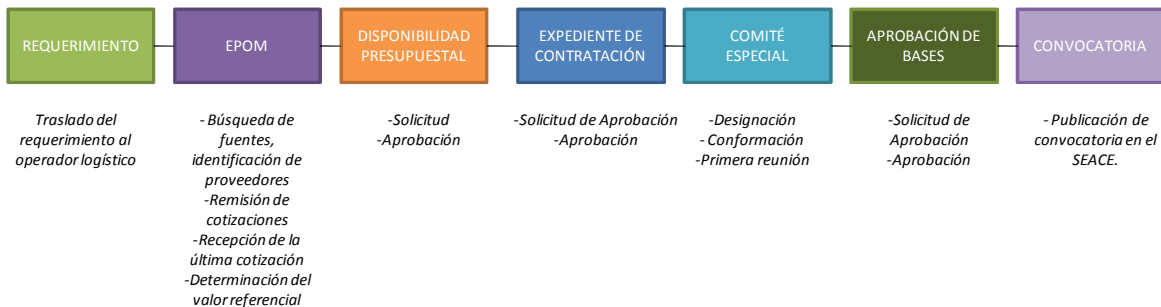 REQUERIMIENTO
EPOM
DISPONIBILIDAD
PRESUPUESTAL
EXPEDIENTE DE
CONTRATACIÓN
COMITÉ
ESPECIAL
APROBACIÓN DE
BASES
CONVOCATORIA
Traslado del
requerimiento al
operador logístico
- Búsqueda de
fuentes,
identificación de
proveedores
-Remisión de
cotizaciones
-Recepción de la
última cotización
-Determinación del
valor referencial
-Solicitud
-Aprobación
-Solicitud de Aprobación
-Aprobación
-Designación
- Conformación
-Primera reunión
-Solicitud de
Aprobación
-Aprobación
- Publicación de
convocatoria en el
SEACE.